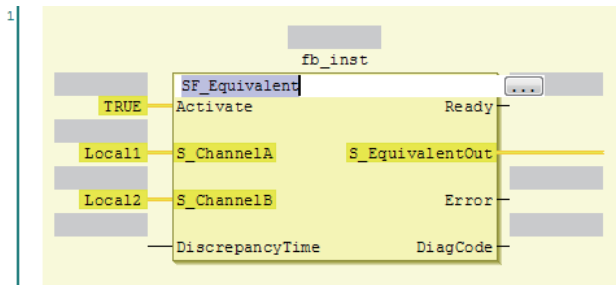 1
fb_inst
SF_Equivalent ...
TRUE Activate Ready
Local1 S_ChannelA S_EquivalentOut
Local2 S_ChannelB Error
DiscrepancyTime DiagCode